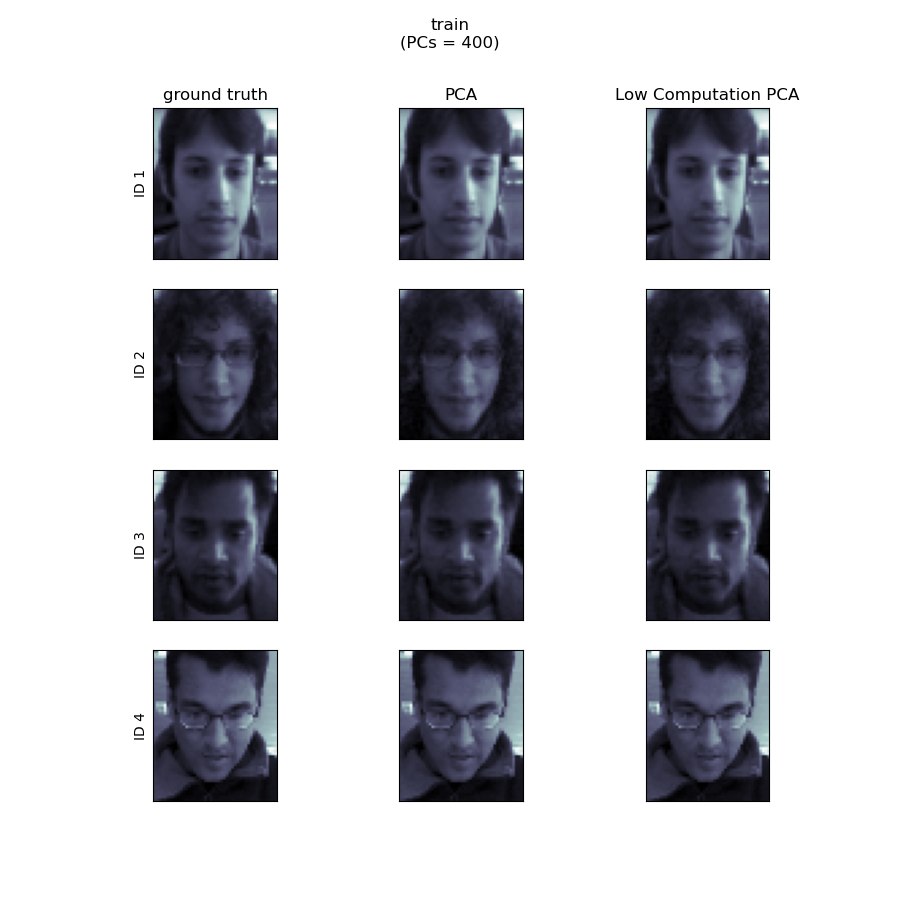 train
(PCs = 400)
ground truth
PCA
Low Computation PCA
ID 1
ID 2
ID 3
ID 4